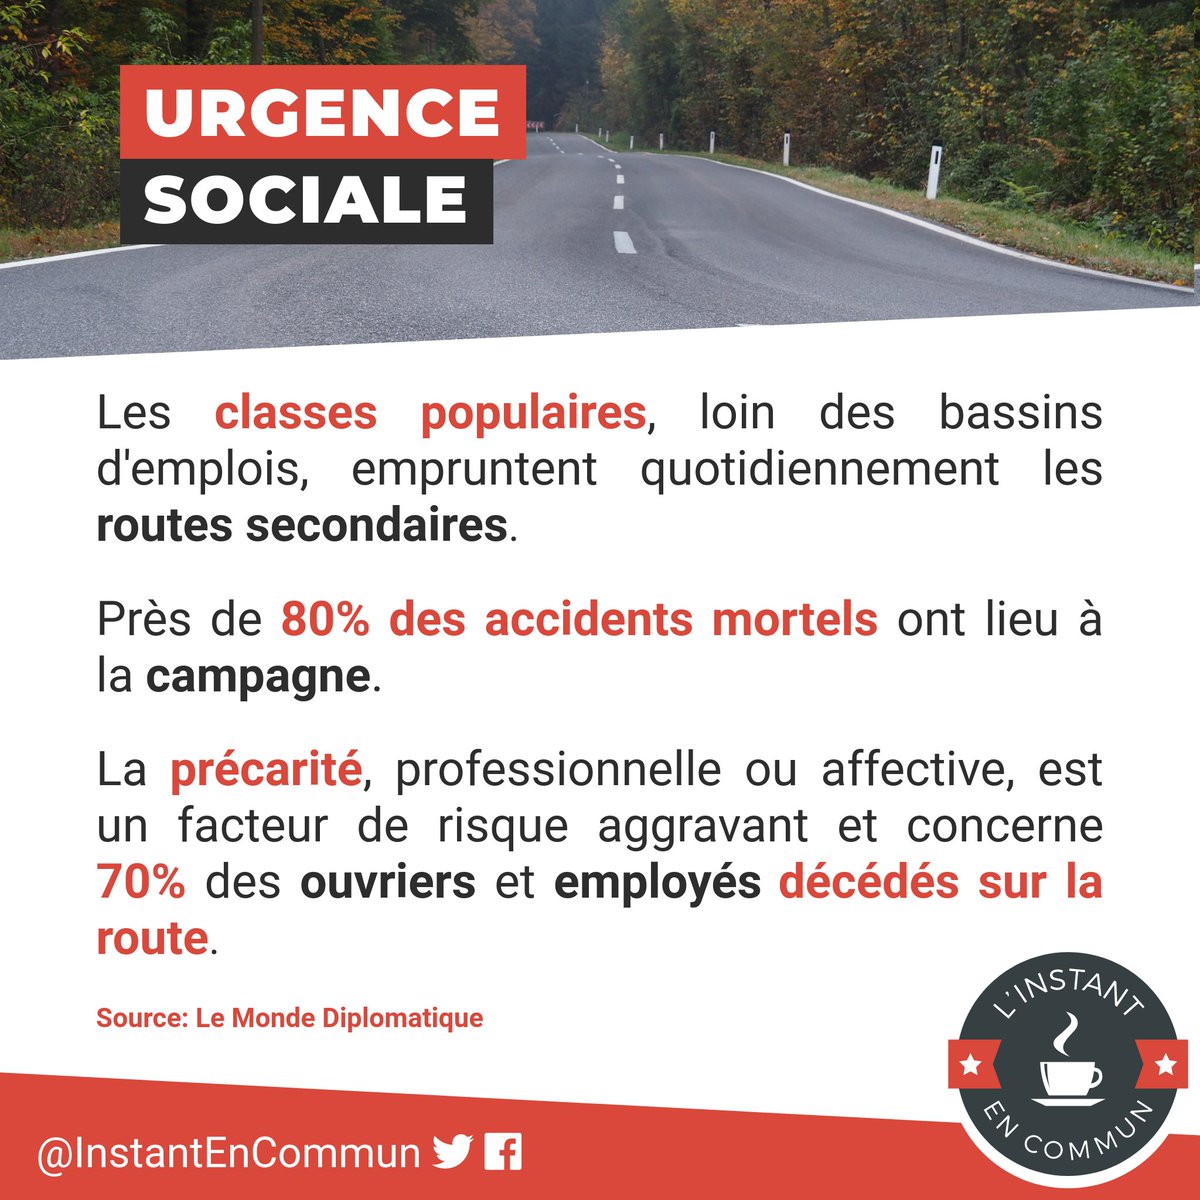 URGENCE
SOCIALE
Les classes populaires, loin des bassins
d'emplois, empruntent quotidiennement les
routes secondaires.
Près de 80% des accidents mortels ont lieu à
la campagne.
La précarité, professionnelle ou affective, est
un facteur de risque aggravant et concerne
70% des ouvriers et employés décédés sur la
route.
Source: Le Monde Diplomatique
L'INSTANT
EN COMMUN
@InstantEnCommun